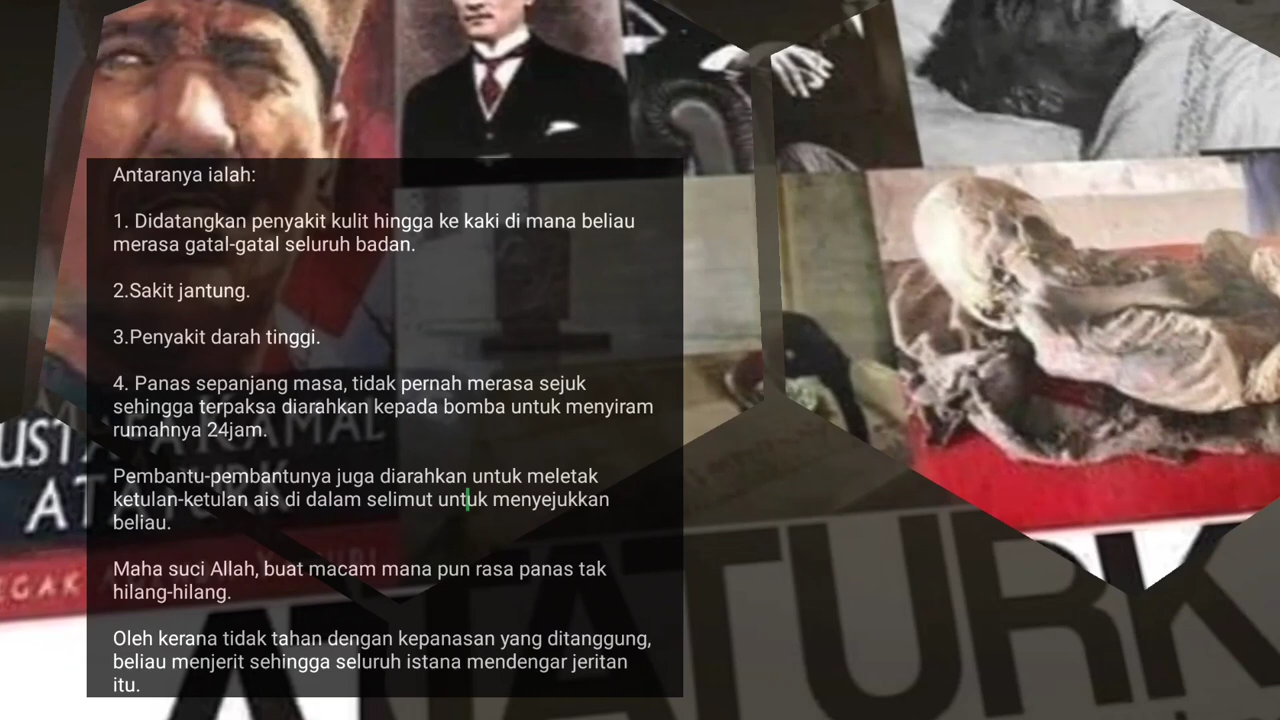 Antaranya ialah:
1. Didatangkan penyakit kulit hingga ke kaki di mana beliau
merasa gatal-gatal seluruh badan.
2.Sakit jantung.
3.Penyakit darah tinggi.
4. Panas sepanjang masa, tidak pernah merasa sejuk
sehingga terpaksa diarahkan kepada bomba untuk menyiram
rumahnya 24jam.
Pembantu-pembantunya juga diarahkan untuk meletak
ketulan-ketulan ais di dalam selimut untuk menyejukkan
beliau.
Maha suci Allah, buat macam mana pun rasa panas tak
hilang-hilang.
Oleh kerana tidak tahan dengan kepanasan yang ditanggung,
beliau menjerit sehingga seluruh istana mendengar jeritan
itu.
ATATURK